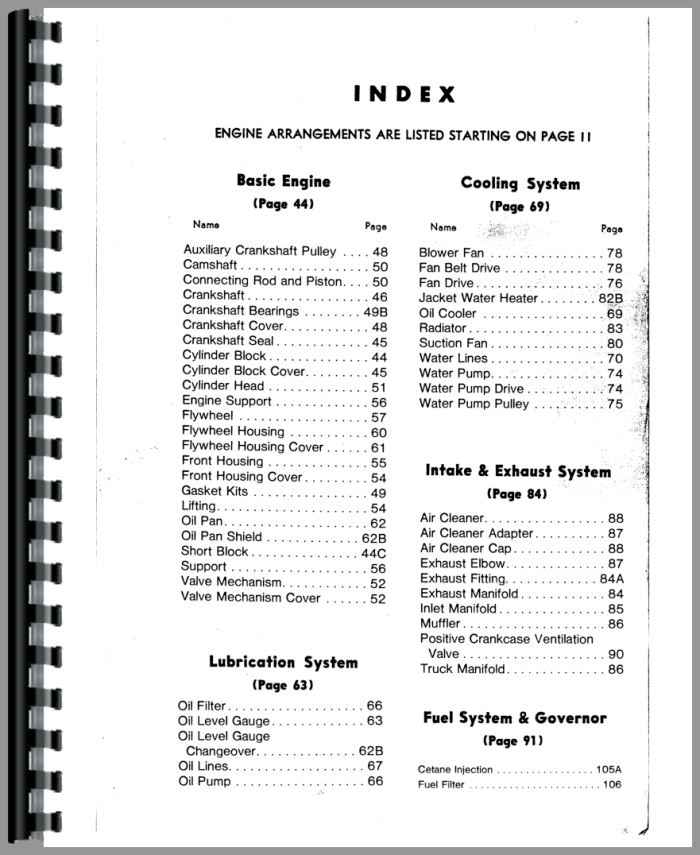 INDEX
ENGINE ARRANGEMENTS ARE LISTED STARTING ON PAGE 11
Basic Engine
(Page 44)
Name Page
Auxiliary Crankshaft Pulley .... 48
Camshaft .................. 50
Connecting Rod and Piston.... 50
Crankshaft .................. 46
Crankshaft Bearings ........ 49B
Crankshaft Cover............ 48
Crankshaft Seal ............. 45
Cylinder Block .............. 44
Cylinder Block Cover......... 45
Cylinder Head .............. 51
Engine Support ............. 56
Flywheel .................. 57
Flywheel Housing ........... 60
Flywheel Housing Cover ...... 61
Front Housing .............. 55
Front Housing Cover......... 54
Gasket Kits ................ 49
Lifting..................... 54
Oil Pan.................... 62
Oil Pan Shield ............. 62B
Short Block ............... 44C
Support ................... 56
Valve Mechanism............ 52
Valve Mechanism Cover ...... 52
Lubrication System
(Page 63)
Oil Filter ................... 66
Oil Level Gauge............. 63
Oil Level Gauge
Changeover.............. 62B
Oil Lines................... 67
Oil Pump .................. 66
Cooling System
(Page 69)
Name Page
Blower Fan ................ 78
Fan Belt Drive .............. 78
Fan Drive.................. 76
Jacket Water Heater........ 82B
Oil Cooler ................. 69
Radiator ................... 83
Suction Fan ................ 80
Water Lines ................ 70
Water Pump................ 74
Water Pump Drive ........... 74
Water Pump Pulley .......... 75
Intake & Exhaust System
(Page 84)
Air Cleaner................. 88
Air Cleaner Adapter.......... 87
Air Cleaner Cap............. 88
Exhaust Elbow.............. 87
Exhaust Fitting............. 84A
Exhaust Manifold ............ 84
Inlet Manifold ............... 85
Muffler .................... 86
Positive Crankcase Ventilation
Valve .................... 90
Truck Manifold.............. 86
Fuel System & Governor
(Page 91)
Cetane Injection ................. 105A
Fuel Filter ....................... 106